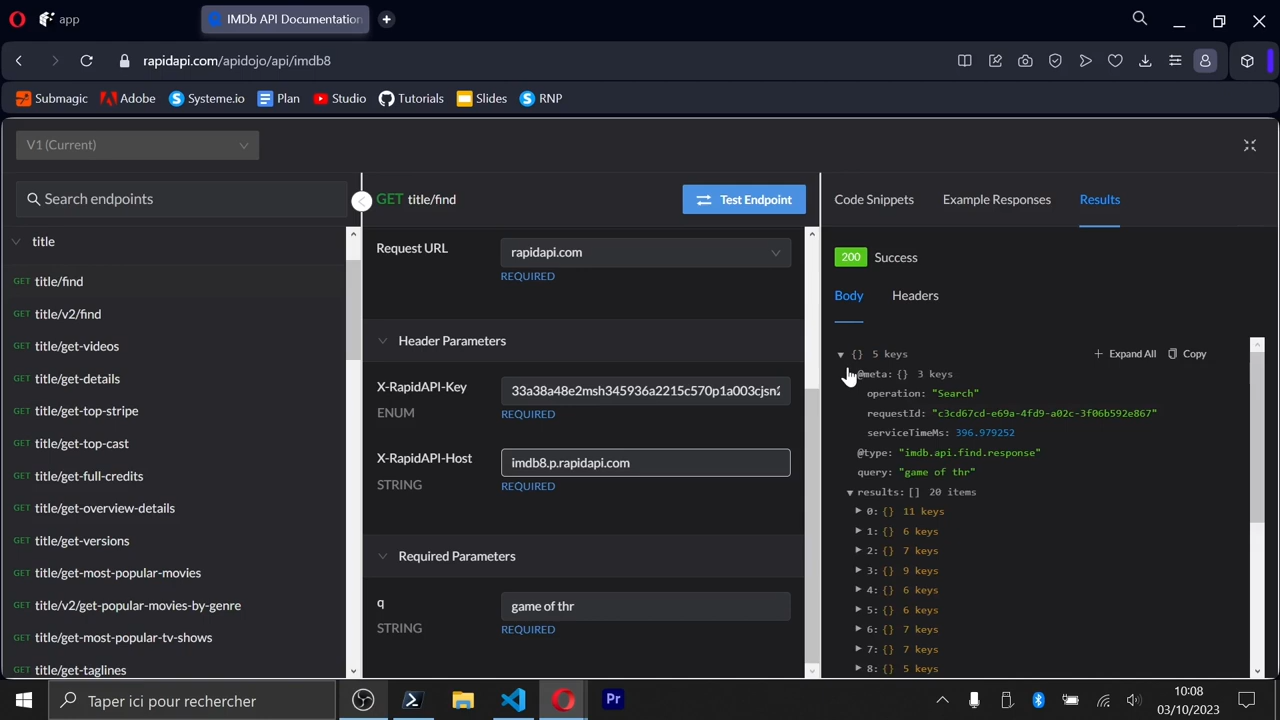 app
IMDb API Documentation
rapidapi.com/apidojo/api/imdb8
Submagic
Adobe
Systeme.io
Plan
Studio
Tutorials
Slides
RNP
V1 (Current)
Search endpoints
title
GET title/find
GET title/v2/find
GET title/get-videos
GET title/get-details
GET title/get-top-stripe
GET title/get-top-cast
GET title/get-full-credits
GET title/get-overview-details
GET title/get-versions
GET title/get-most-popular-movies
GET title/v2/get-popular-movies-by-genre
GET title/get-most-popular-tv-shows
GET title/get-taglines
GET title/find
Test Endpoint
Request URL
rapidapi.com
REQUIRED
Header Parameters
X-RapidAPI-Key
ENUM
33a38a48e2msh345936a2215c570p1a003cjsn2
REQUIRED
X-RapidAPI-Host
STRING
imdb8.p.rapidapi.com
REQUIRED
Required Parameters
q
STRING
game of thr
REQUIRED
Code Snippets
Example Responses
Results
200 Success
Body
Headers
{} 5 keys
+ Expand All
Copy
@meta: {} 3 keys
operation: "Search"
requestId: "c3cd67cd-e69a-4fd9-a02c-3f06b592e867"
serviceTimeMs: 396.979252
@type: "imdb.api.find.response"
query: "game of thr"
results: [] 20 items
0: {} 11 keys
1: {} 6 keys
2: {} 7 keys
3: {} 9 keys
4: {} 6 keys
5: {} 6 keys
6: {} 7 keys
7: {} 7 keys
8: {} 5 keys
Taper ici pour rechercher
Pr
10:08
03/10/2023